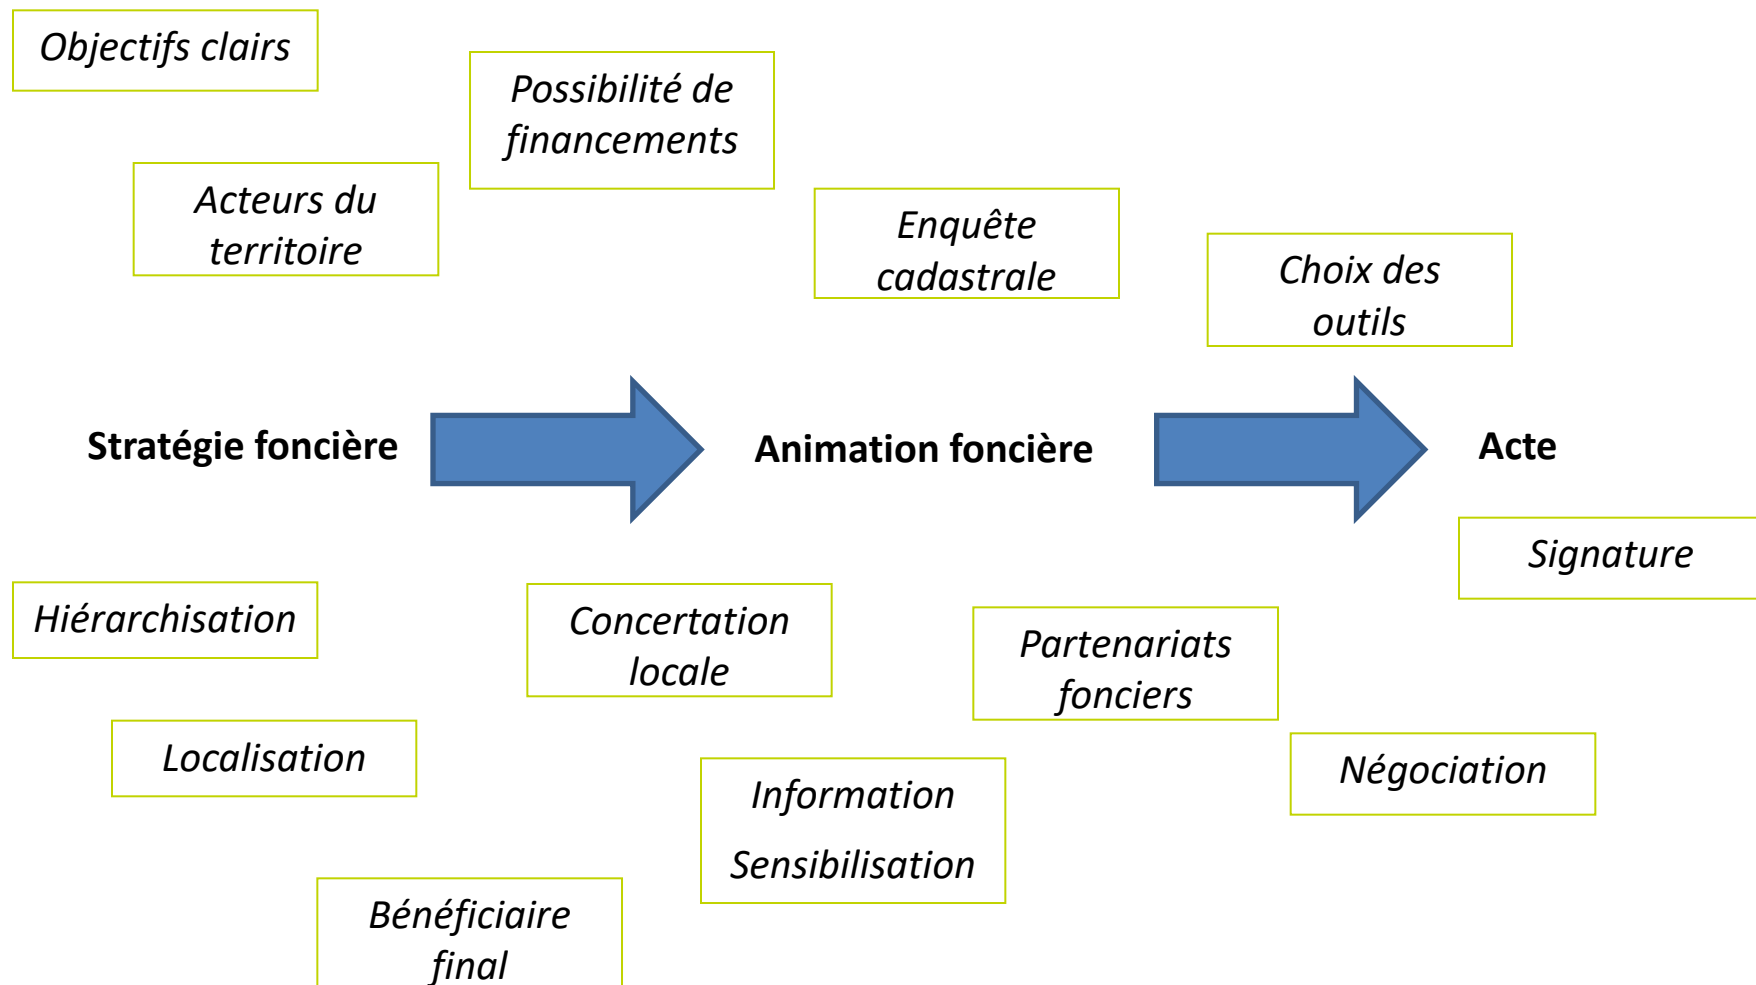 Objectifs clairs
Possibilité de
financements
Acteurs du
territoire
Enquête
cadastrale
Choix des
outils
Stratégie foncière
Animation foncière
Acte
Signature
Hiérarchisation
Concertation
locale
Partenariats
fonciers
Localisation
Négociation
Information
Sensibilisation
Bénéficiaire
final